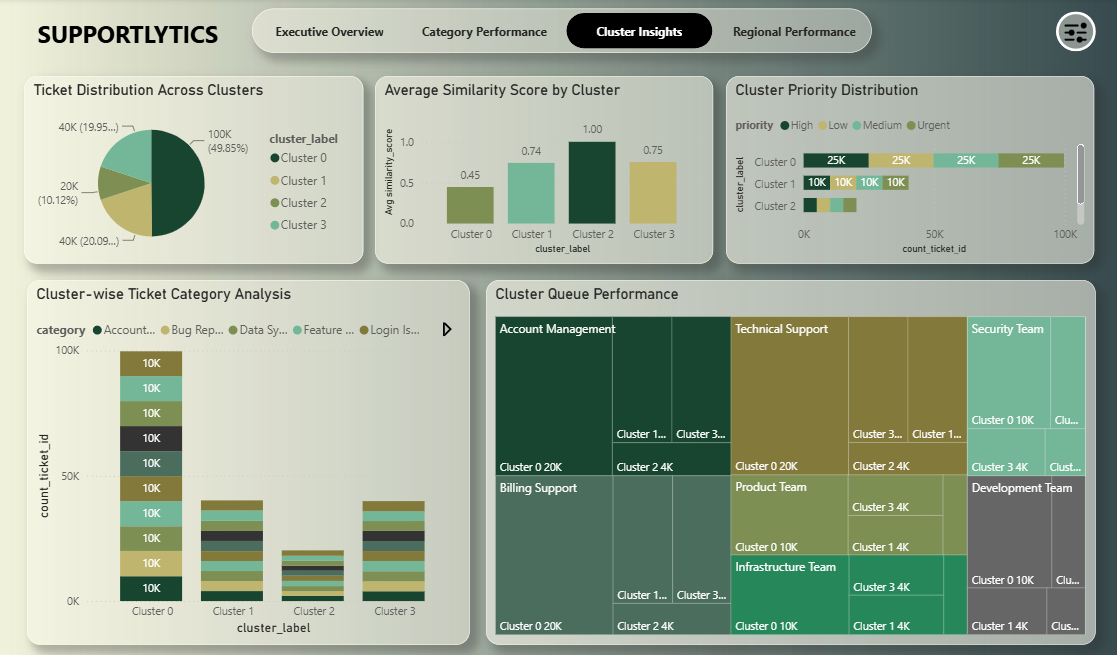 SUPPORTLYTICS
Executive Overview
Category Performance
Cluster Insights
Regional Performance
Ticket Distribution Across Clusters
40K (19.95...)
100K
(49.85%)
20K
(10.12%)
40K (20.09...)
cluster_label
Cluster 0
Cluster 1
Cluster 2
Cluster 3
Average Similarity Score by Cluster
Avg similarity_score
1.0
0.5
0.0
0.45
0.74
1.00
0.75
Cluster 0
Cluster 1
Cluster 2
Cluster 3
cluster_label
Cluster Priority Distribution
priority High Low Medium Urgent
cluster_label
Cluster 0 25K 25K 25K 25K
Cluster 1 10K 10K 10K 10K
Cluster 2
0K 50K 100K
count_ticket_id
Cluster-wise Ticket Category Analysis
category Account... Bug Rep... Data Sy... Feature ... Login Is...
count_ticket_id
100K
50K
0K
10K
10K
10K
10K
10K
10K
10K
10K
10K
10K
Cluster 0 Cluster 1 Cluster 2 Cluster 3
cluster_label
Cluster Queue Performance
Account Management
Cluster 1...
Cluster 3...
Cluster 0 20K
Cluster 2 4K
Billing Support
Cluster 1...
Cluster 3...
Cluster 0 20K
Cluster 2 4K
Technical Support
Cluster 3...
Cluster 1...
Cluster 0 20K
Cluster 2 4K
Product Team
Cluster 3 4K
Cluster 0 10K
Cluster 1 4K
Infrastructure Team
Cluster 3 4K
Cluster 0 10K
Cluster 1 4K
Security Team
Cluster 0 10K
Clu...
Cluster 3 4K
Clust...
Development Team
Cluster 0 10K
Clu...
Cluster 1 4K
Clus...